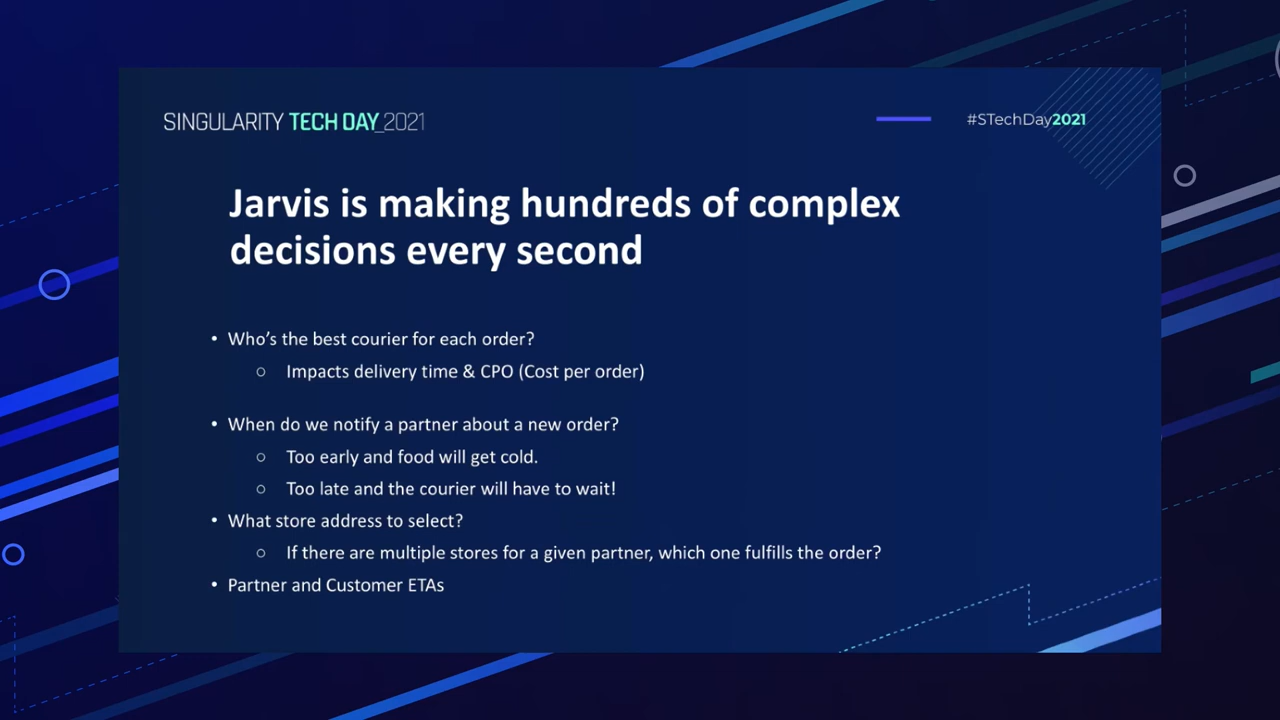 SINGULARITY TECH DAY_2021
#STechDay2021
Jarvis is making hundreds of complex
decisions every second
• Who's the best courier for each order?
○ Impacts delivery time & CPO (Cost per order)
• When do we notify a partner about a new order?
○ Too early and food will get cold.
○ Too late and the courier will have to wait!
• What store address to select?
○ If there are multiple stores for a given partner, which one fulfills the order?
• Partner and Customer ETAs